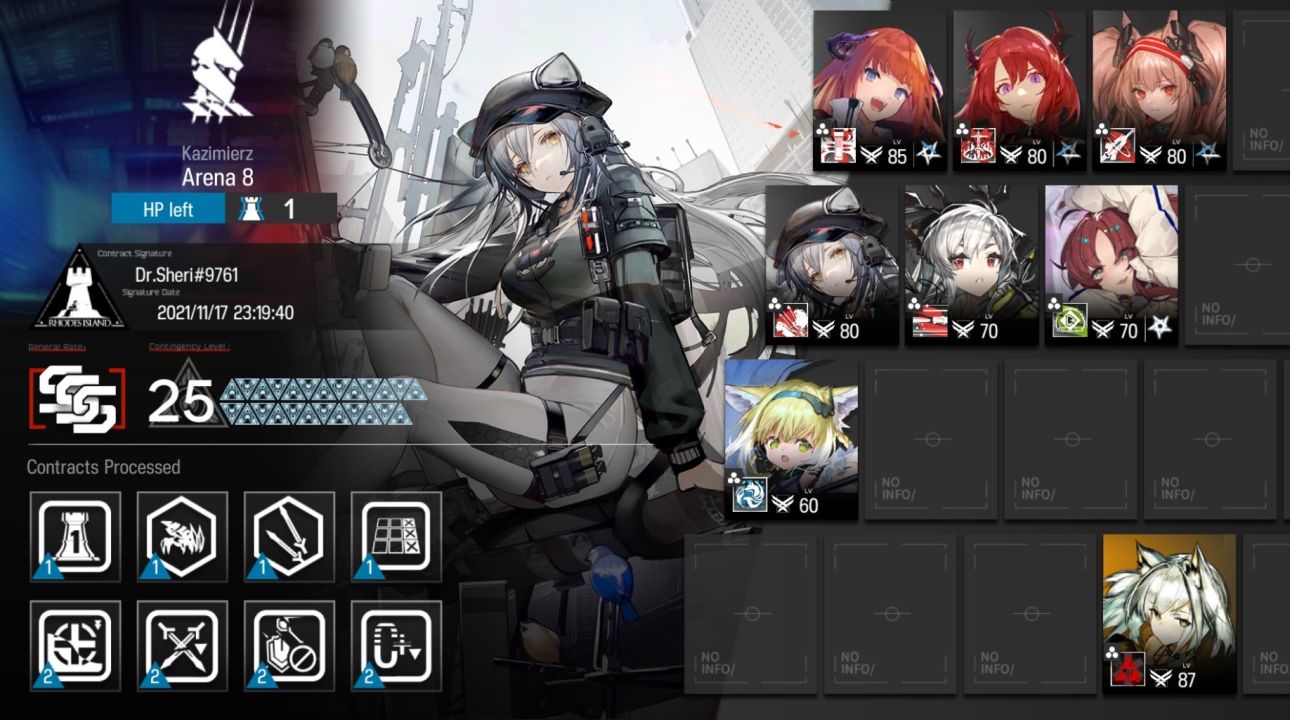 Kazimierz
Arena 8
HP left
1
Contract Signature
Dr.Sheri#9761
Signature Date
2021/11/17 23:19:40
RHODES ISLAND
General Rate:
Contingency Level:
SSS
25
Contracts Processed
1
1
1
1
1
2
2
2
2
LV
85
LV
80
LV
80
NO
INFO/
LV
80
LV
70
LV
70
NO
INFO/
LV
60
NO
INFO/
NO
INFO/
NO
INFO/
NO
INFO/
NO
INFO/
NO
INFO/
LV
87
NO
INFO/